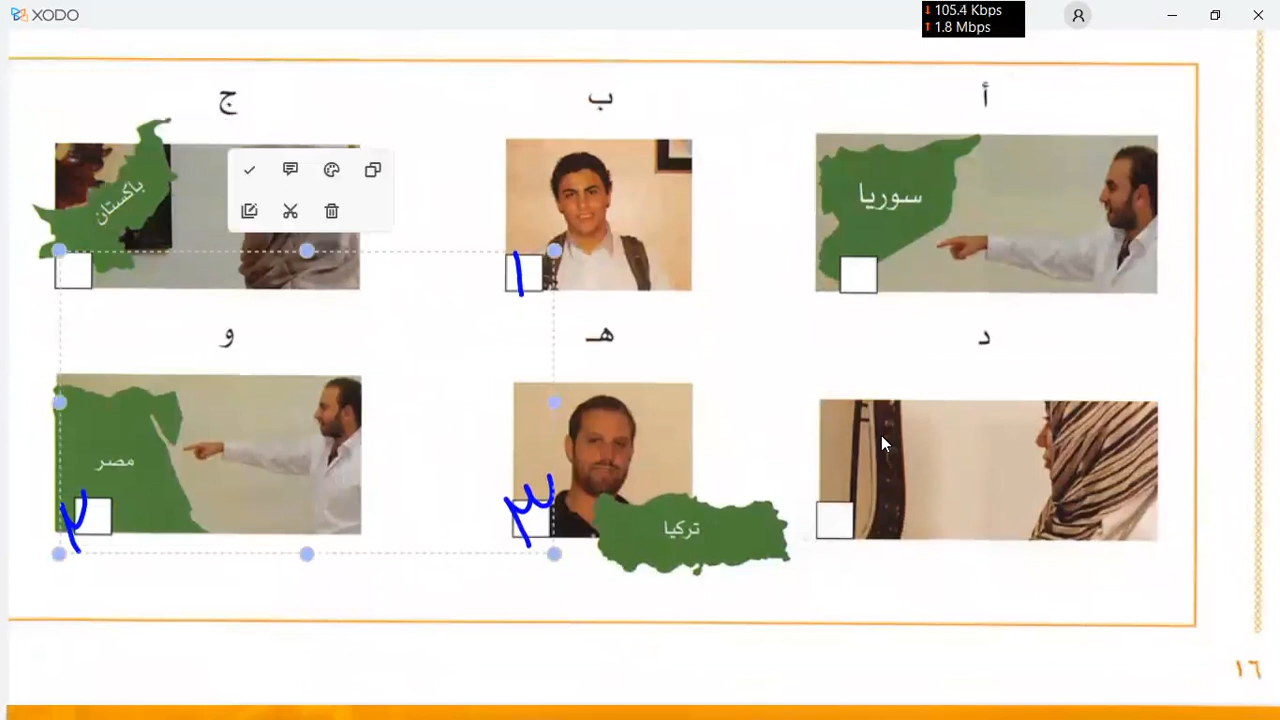 XODO
↓ 105.4 Kbps
↑ 1.8 Mbps
أ
ب
ج
سوريا
باكستان
١
د
هـ
و
مصر
تركيا
٣
٢
١٦